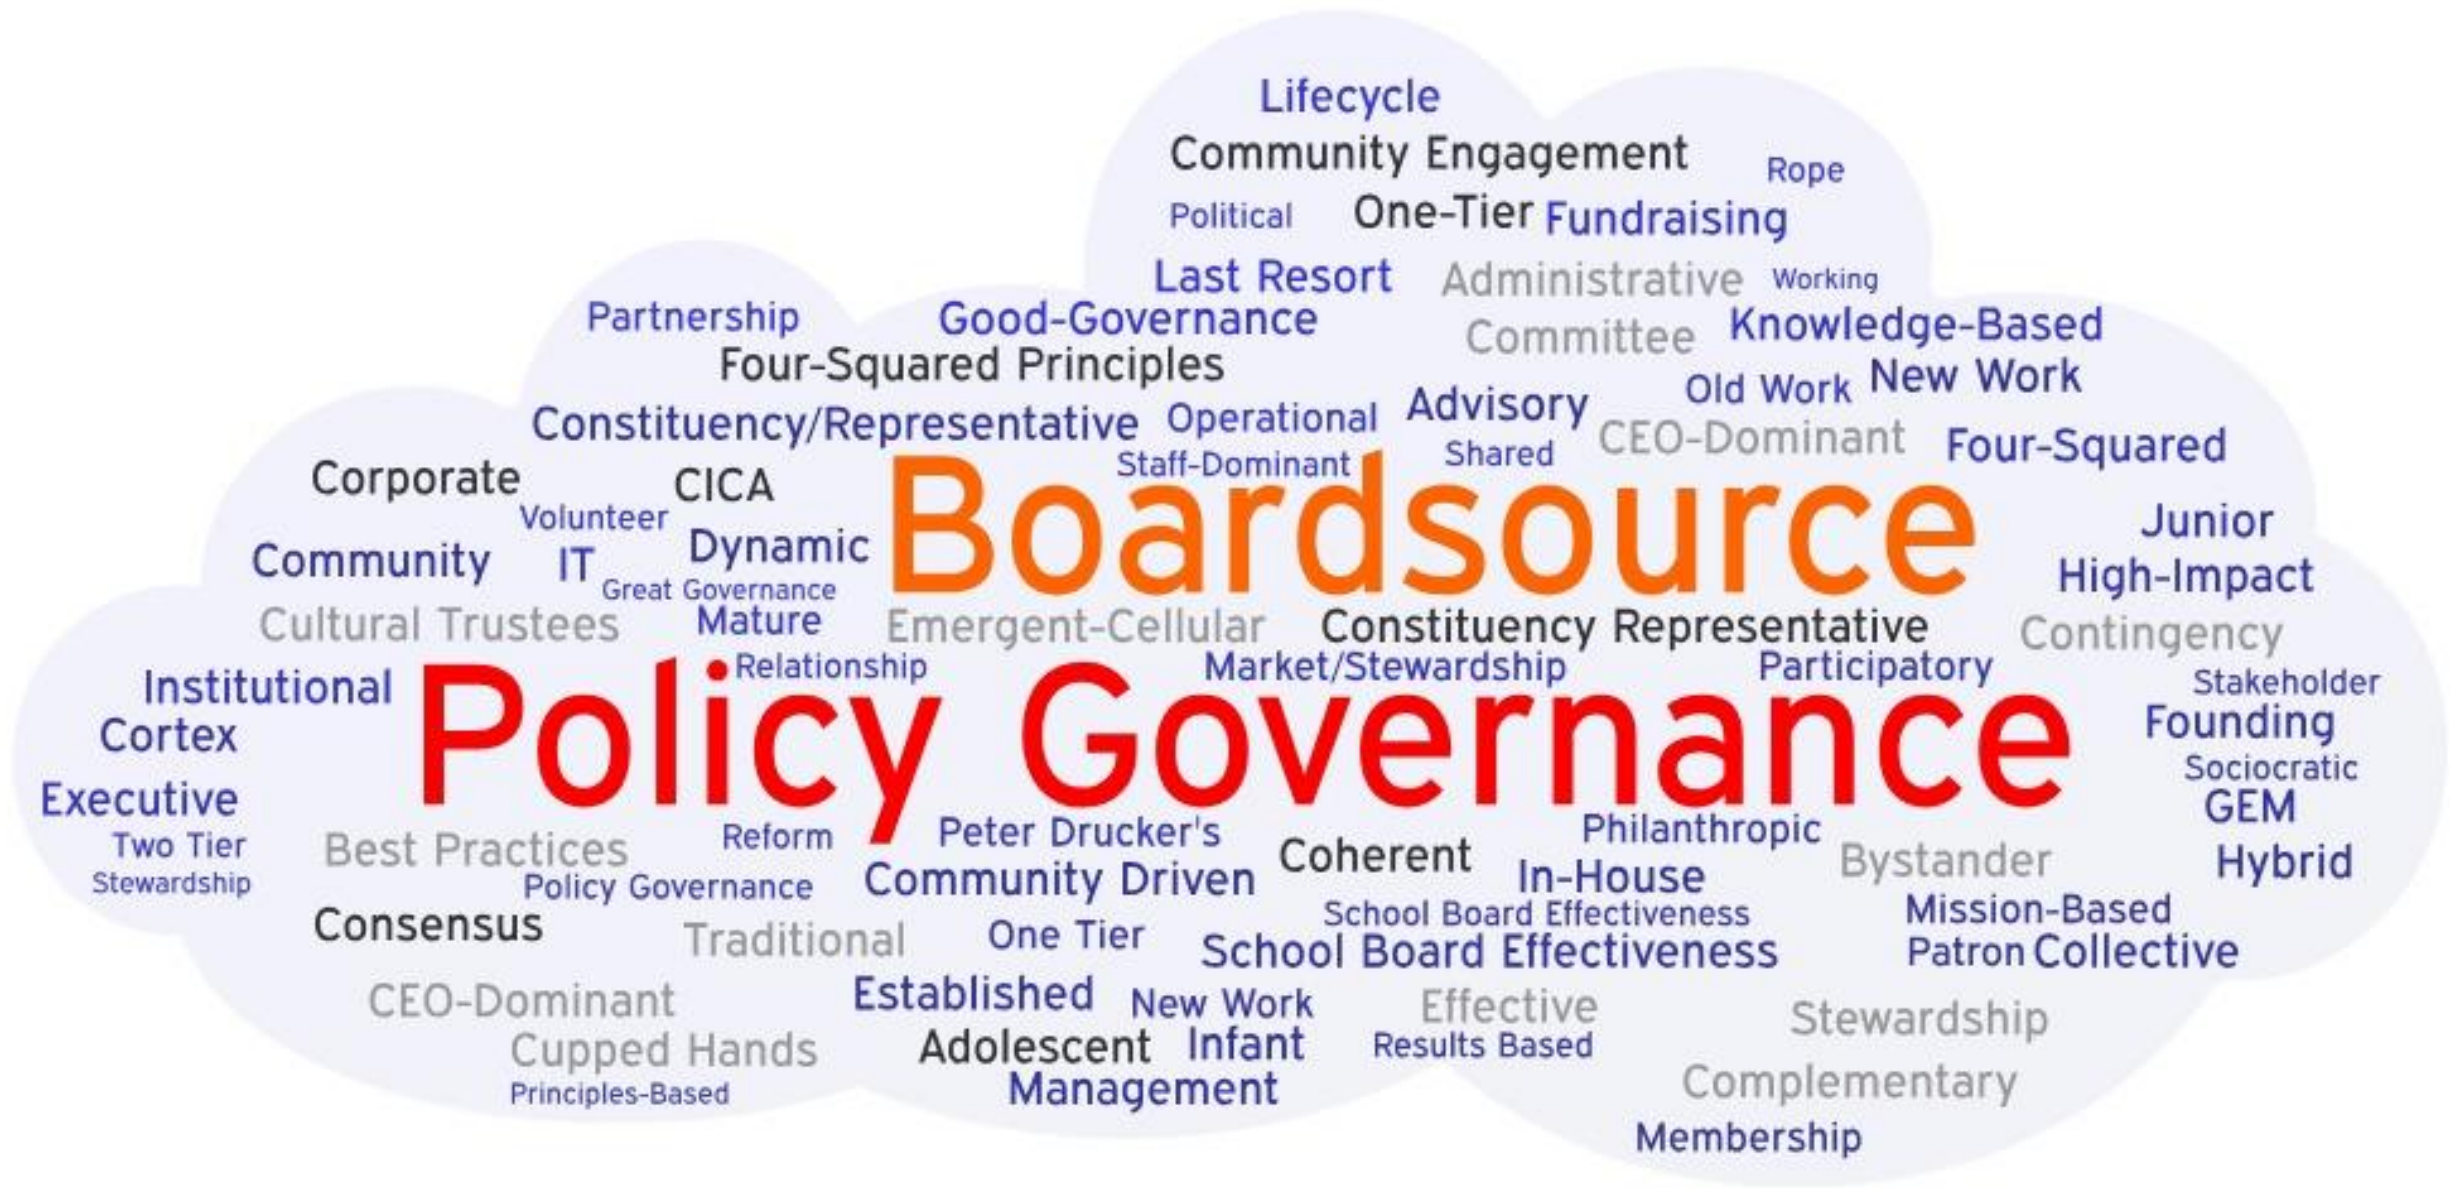 Lifecycle
Community Engagement
Rope
Political
One-Tier
Fundraising
Last Resort
Administrative
Working
Partnership
Good-Governance
Committee
Knowledge-Based
Four-Squared Principles
Old Work
New Work
Constituency/Representative
Operational
Advisory
CEO-Dominant
Four-Squared
Staff-Dominant
Shared
Corporate
CICA
Boardsource
Volunteer
Junior
Community
IT
Dynamic
High-Impact
Great Governance
Cultural Trustees
Mature
Emergent-Cellular
Constituency Representative
Contingency
Relationship
Market/Stewardship
Participatory
Stakeholder
Institutional
Policy Governance
Founding
Cortex
Sociocratic
Executive
GEM
Two Tier
Best Practices
Reform
Peter Drucker's
Coherent
Philanthropic
Bystander
Hybrid
Stewardship
Policy Governance
Community Driven
In-House
Consensus
School Board Effectiveness
Mission-Based
Traditional
One Tier
School Board Effectiveness
Patron
Collective
CEO-Dominant
Established
New Work
Effective
Stewardship
Cupped Hands
Adolescent
Infant
Results Based
Principles-Based
Management
Complementary
Membership